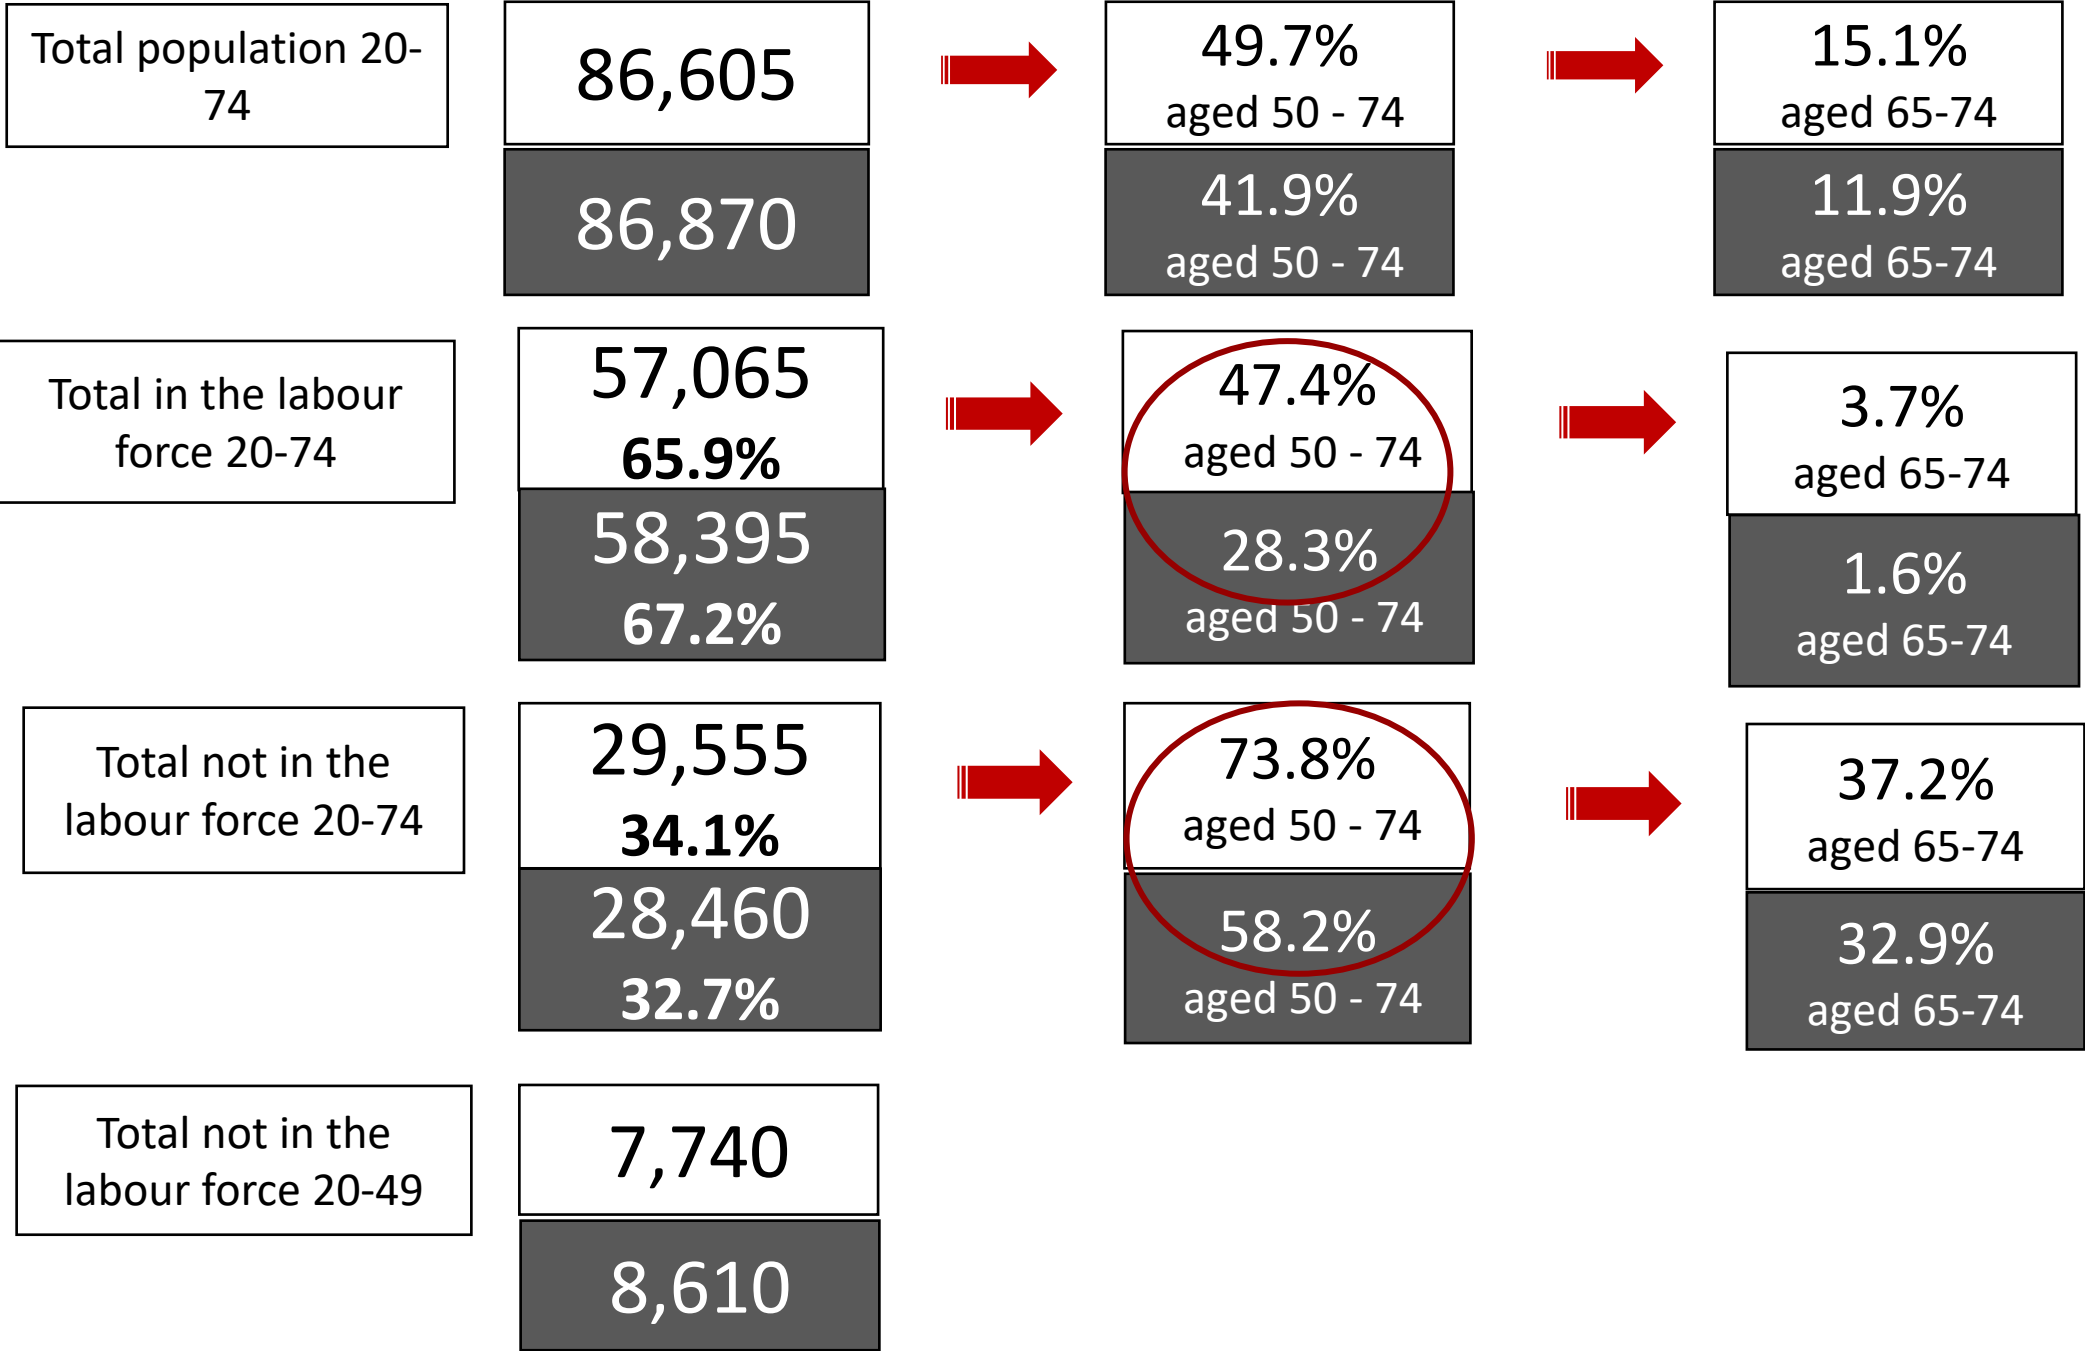 Total population 20-
74
86,605
49.7%
aged 50 - 74
15.1%
aged 65-74
86,870
41.9%
aged 50 - 74
11.9%
aged 65-74
Total in the labour
force 20-74
57,065
65.9%
47.4%
aged 50 - 74
3.7%
aged 65-74
58,395
67.2%
28.3%
aged 50 - 74
1.6%
aged 65-74
Total not in the
labour force 20-74
29,555
34.1%
73.8%
aged 50 - 74
37.2%
aged 65-74
28,460
32.7%
58.2%
aged 50 - 74
32.9%
aged 65-74
Total not in the
labour force 20-49
7,740
8,610